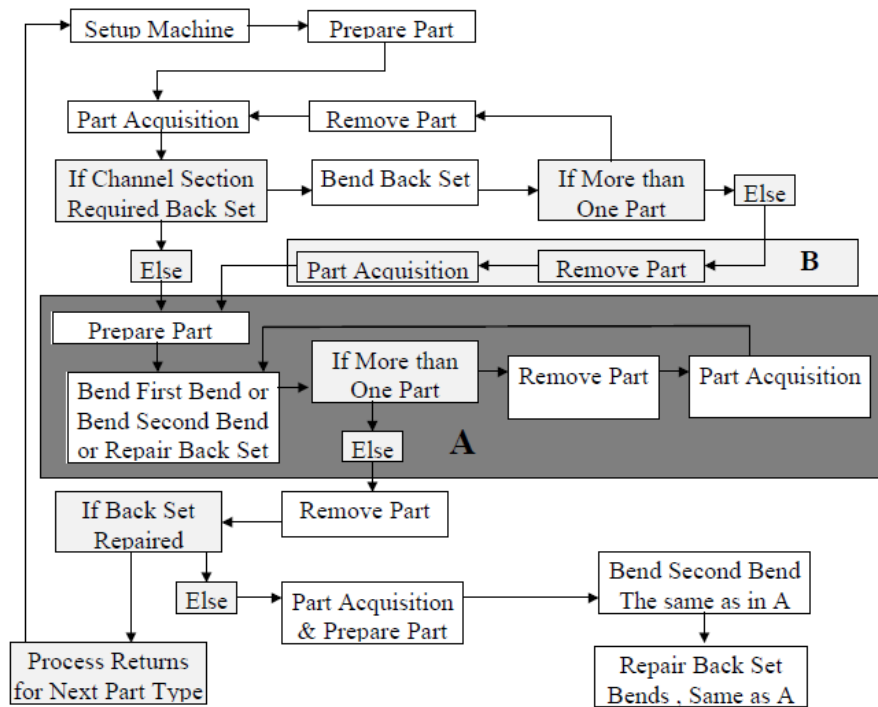 Setup Machine
Prepare Part
Part Acquisition
Remove Part
If Channel Section
Required Back Set
Bend Back Set
If More than
One Part
Else
Else
Part Acquisition
Remove Part
B
Prepare Part
Bend First Bend or
Bend Second Bend
or Repair Back Set
If More than
One Part
Remove Part
Part Acquisition
Else
A
If Back Set
Repaired
Remove Part
Else
Part Acquisition
& Prepare Part
Bend Second Bend
The same as in A
Process Returns
for Next Part Type
Repair Back Set
Bends , Same as A